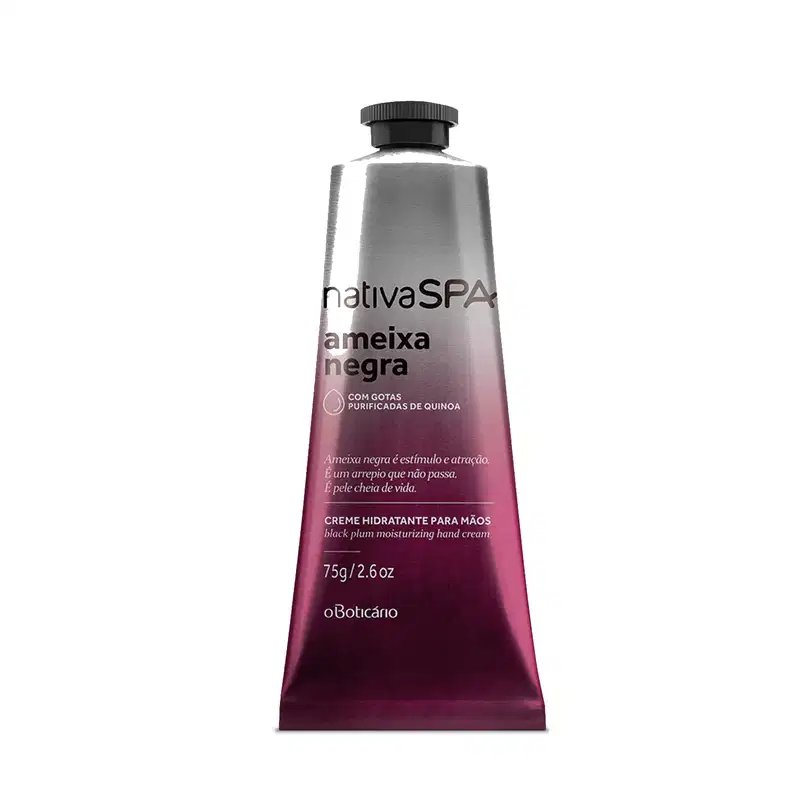 nativaSPA
ameixa
negra
COM GOTAS
PURIFICADAS DE QUINOA
Ameixa negra é estímulo e atração.
É um arrepio que não passa.
É pele cheia de vida.
CREME HIDRATANTE PARA MÃOS
black plum moisturizing hand cream
75g/2.6 oz
oBoticário